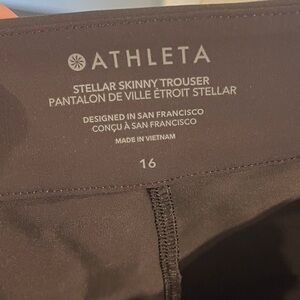 ATHLETA
STELLAR SKINNY TROUSER
PANTALON DE VILLE ÉTROIT STELLAR
DESIGNED IN SAN FRANCISCO
CONÇU À SAN FRANCISCO
MADE IN VIETNAM
16